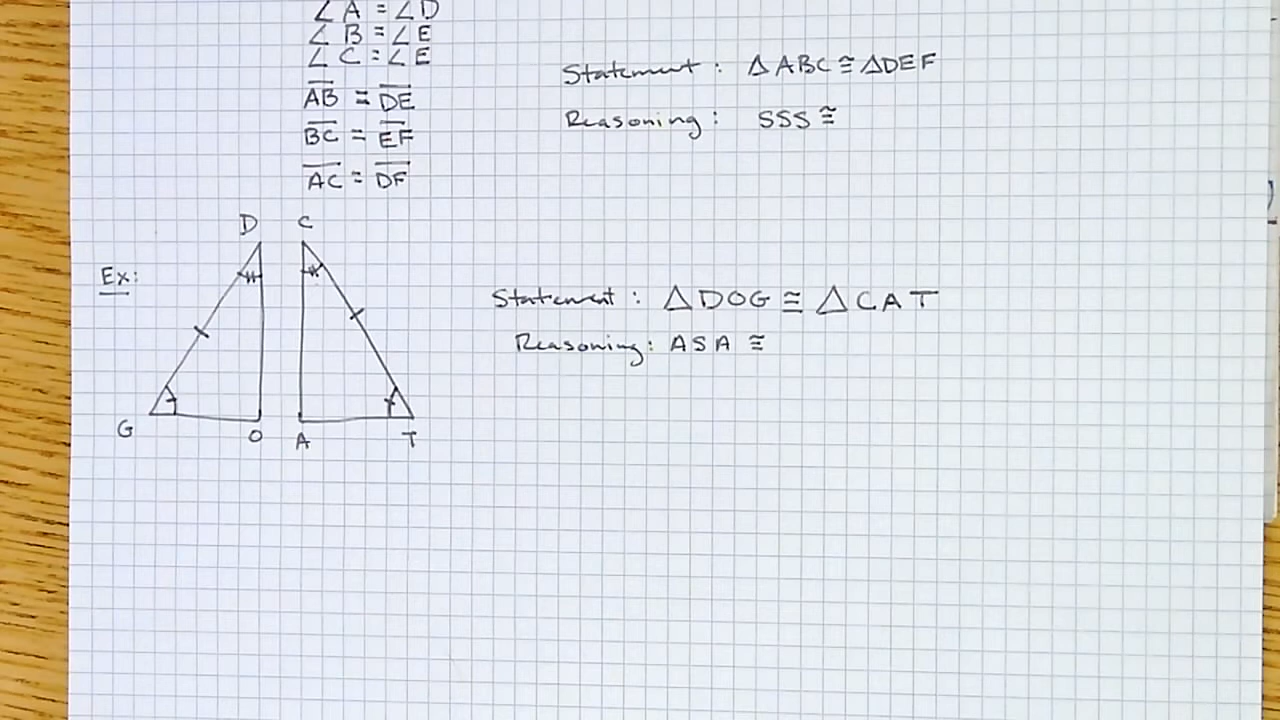 ∠A = ∠D
∠B = ∠E
∠C = ∠E
AB = DE
BC = EF
AC = DF
Statement: △ABC ≅ △DEF
Reasoning: SSS ≅
Ex:
D C
G O A T
Statement: △DOG ≅ △CAT
Reasoning: ASA ≅